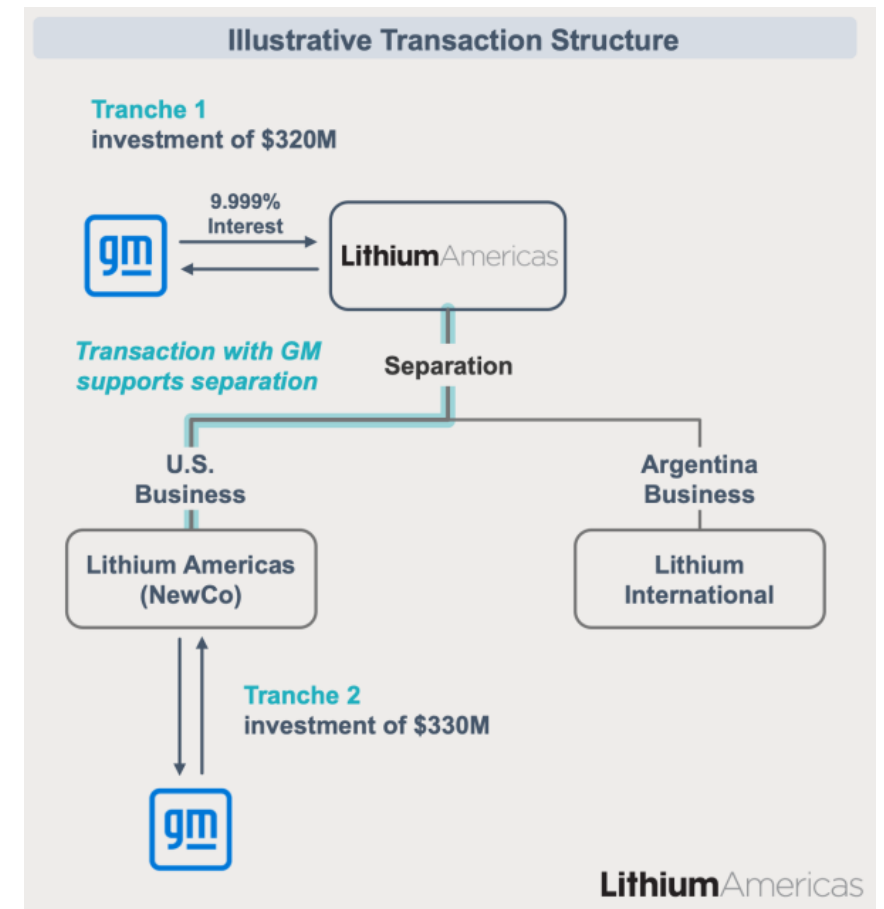 Illustrative Transaction Structure
Tranche 1
investment of $320M
9.999%
Interest
gm
LithiumAmericas
Transaction with GM
supports separation
Separation
U.S.
Business
Argentina
Business
Lithium Americas
(NewCo)
Lithium
International
Tranche 2
investment of $330M
gm
LithiumAmericas